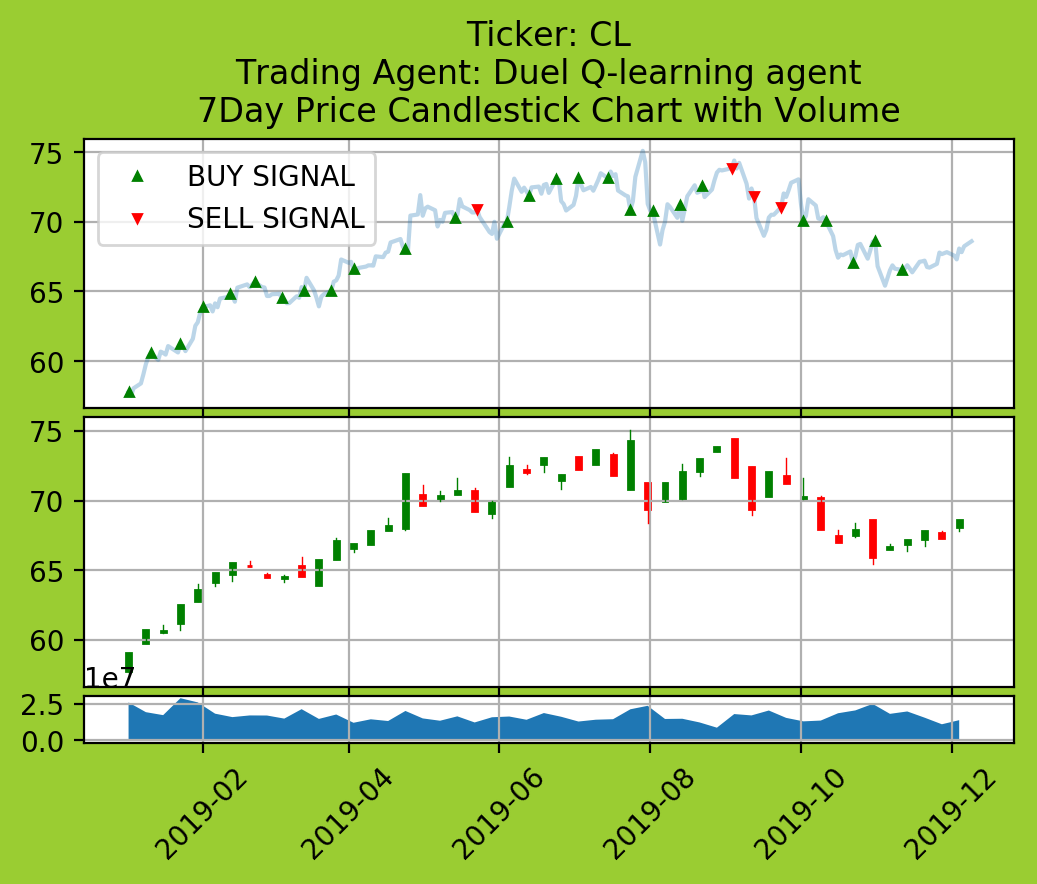 Ticker: CL
Trading Agent: Duel Q-learning agent
7Day Price Candlestick Chart with Volume
75
70
65
60
BUY SIGNAL
SELL SIGNAL
75
70
65
60
1e7
2.5
0.0
2019-02
2019-04
2019-06
2019-08
2019-10
2019-12